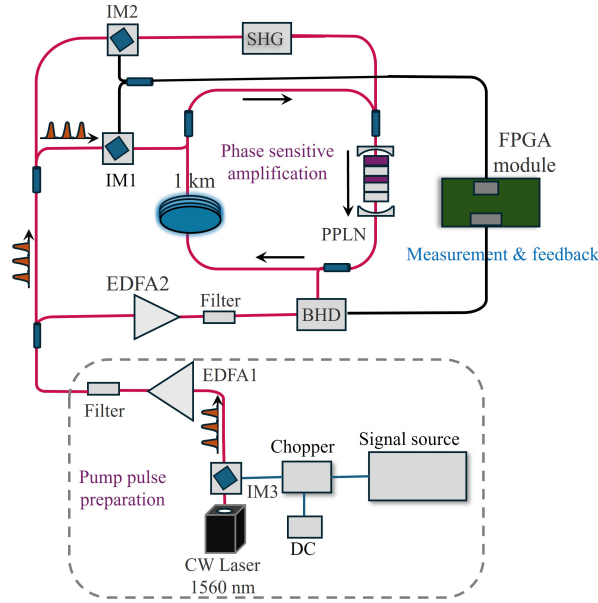 IM2
SHG
IM1
Phase sensitive
amplification
1 km
PPLN
FPGA
module
Measurement & feedback
EDFA2
Filter
BHD
EDFA1
Filter
Pump pulse
preparation
Chopper
Signal source
IM3
DC
CW Laser
1560 nm